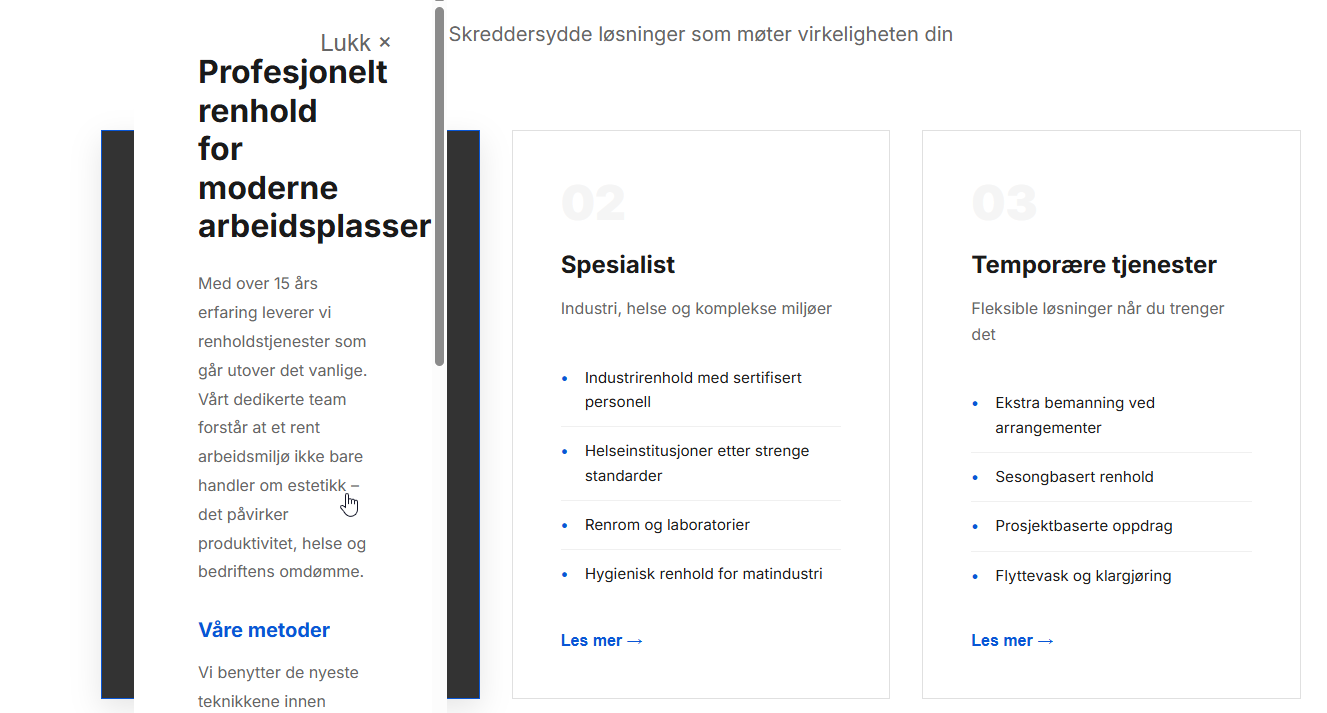 Skreddersydde løsninger som møter virkeligheten din
Lukk ×
Profesjonelt
renhold
for
moderne
arbeidsplasser
Med over 15 års
erfaring leverer vi
renholdstjenester som
går utover det vanlige.
Vårt dedikerte team
forstår at et rent
arbeidsmiljø ikke bare
handler om estetikk –
det påvirker
produktivitet, helse og
bedriftens omdømme.
Våre metoder
Vi benytter de nyeste
teknikkene innen
02
Spesialist
Industri, helse og komplekse miljøer
• Industrirenhold med sertifisert
personell
• Helseinstitusjoner etter strenge
standarder
• Renrom og laboratorier
• Hygienisk renhold for matindustri
Les mer →
03
Temporære tjenester
Fleksible løsninger når du trenger
det
• Ekstra bemanning ved
arrangementer
• Sesongbasert renhold
• Prosjektbaserte oppdrag
• Flyttevask og klargjøring
Les mer →